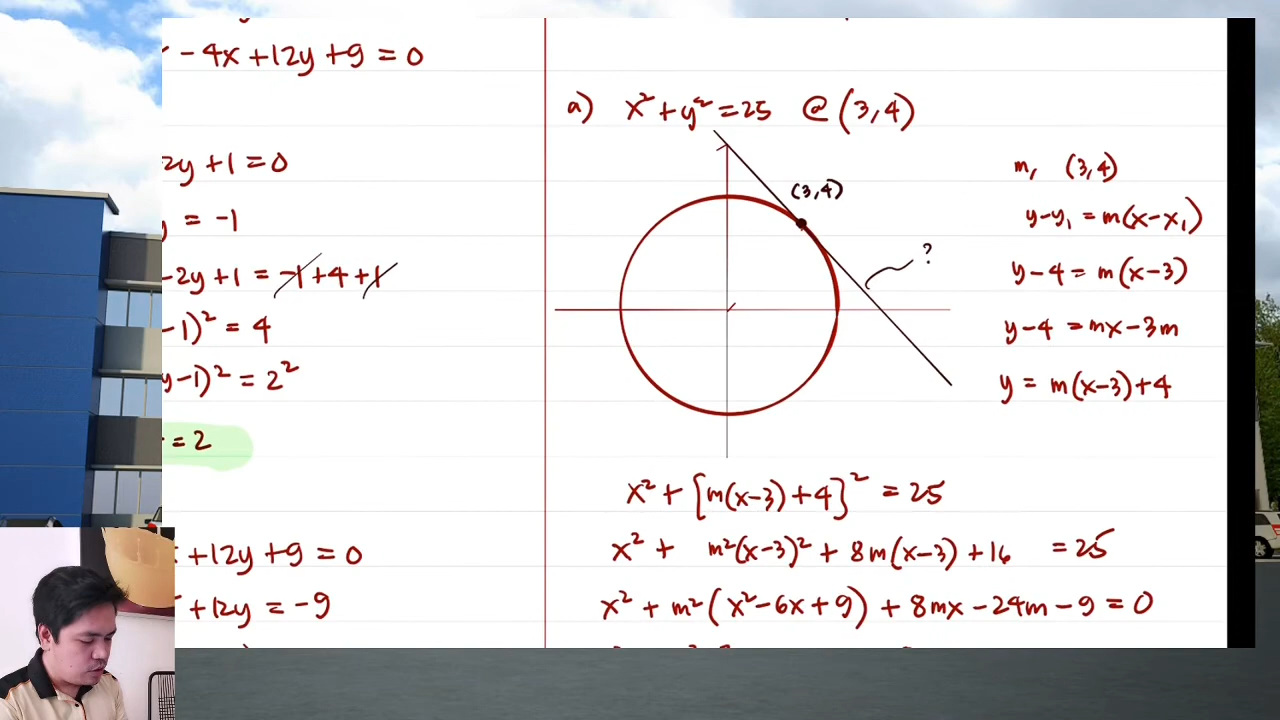 - 4x + 12y + 9 = 0
2y + 1 = 0
= -1
- 2y + 1 = -1 + 4 + 1
-1)² = 4
y-1)² = 2²
= 2
+ 12y + 9 = 0
+ 12y = -9
a) x² + y² = 25 @ (3,4)
(3,4)
?
m, (3,4)
y - y₁ = m(x - x₁)
y - 4 = m(x - 3)
y - 4 = mx - 3m
y = m(x-3) + 4
x² + [m(x-3) + 4]² = 25
x² + m²(x-3)² + 8m(x-3) + 16 = 25
x² + m²(x² - 6x + 9) + 8mx - 24m - 9 = 0